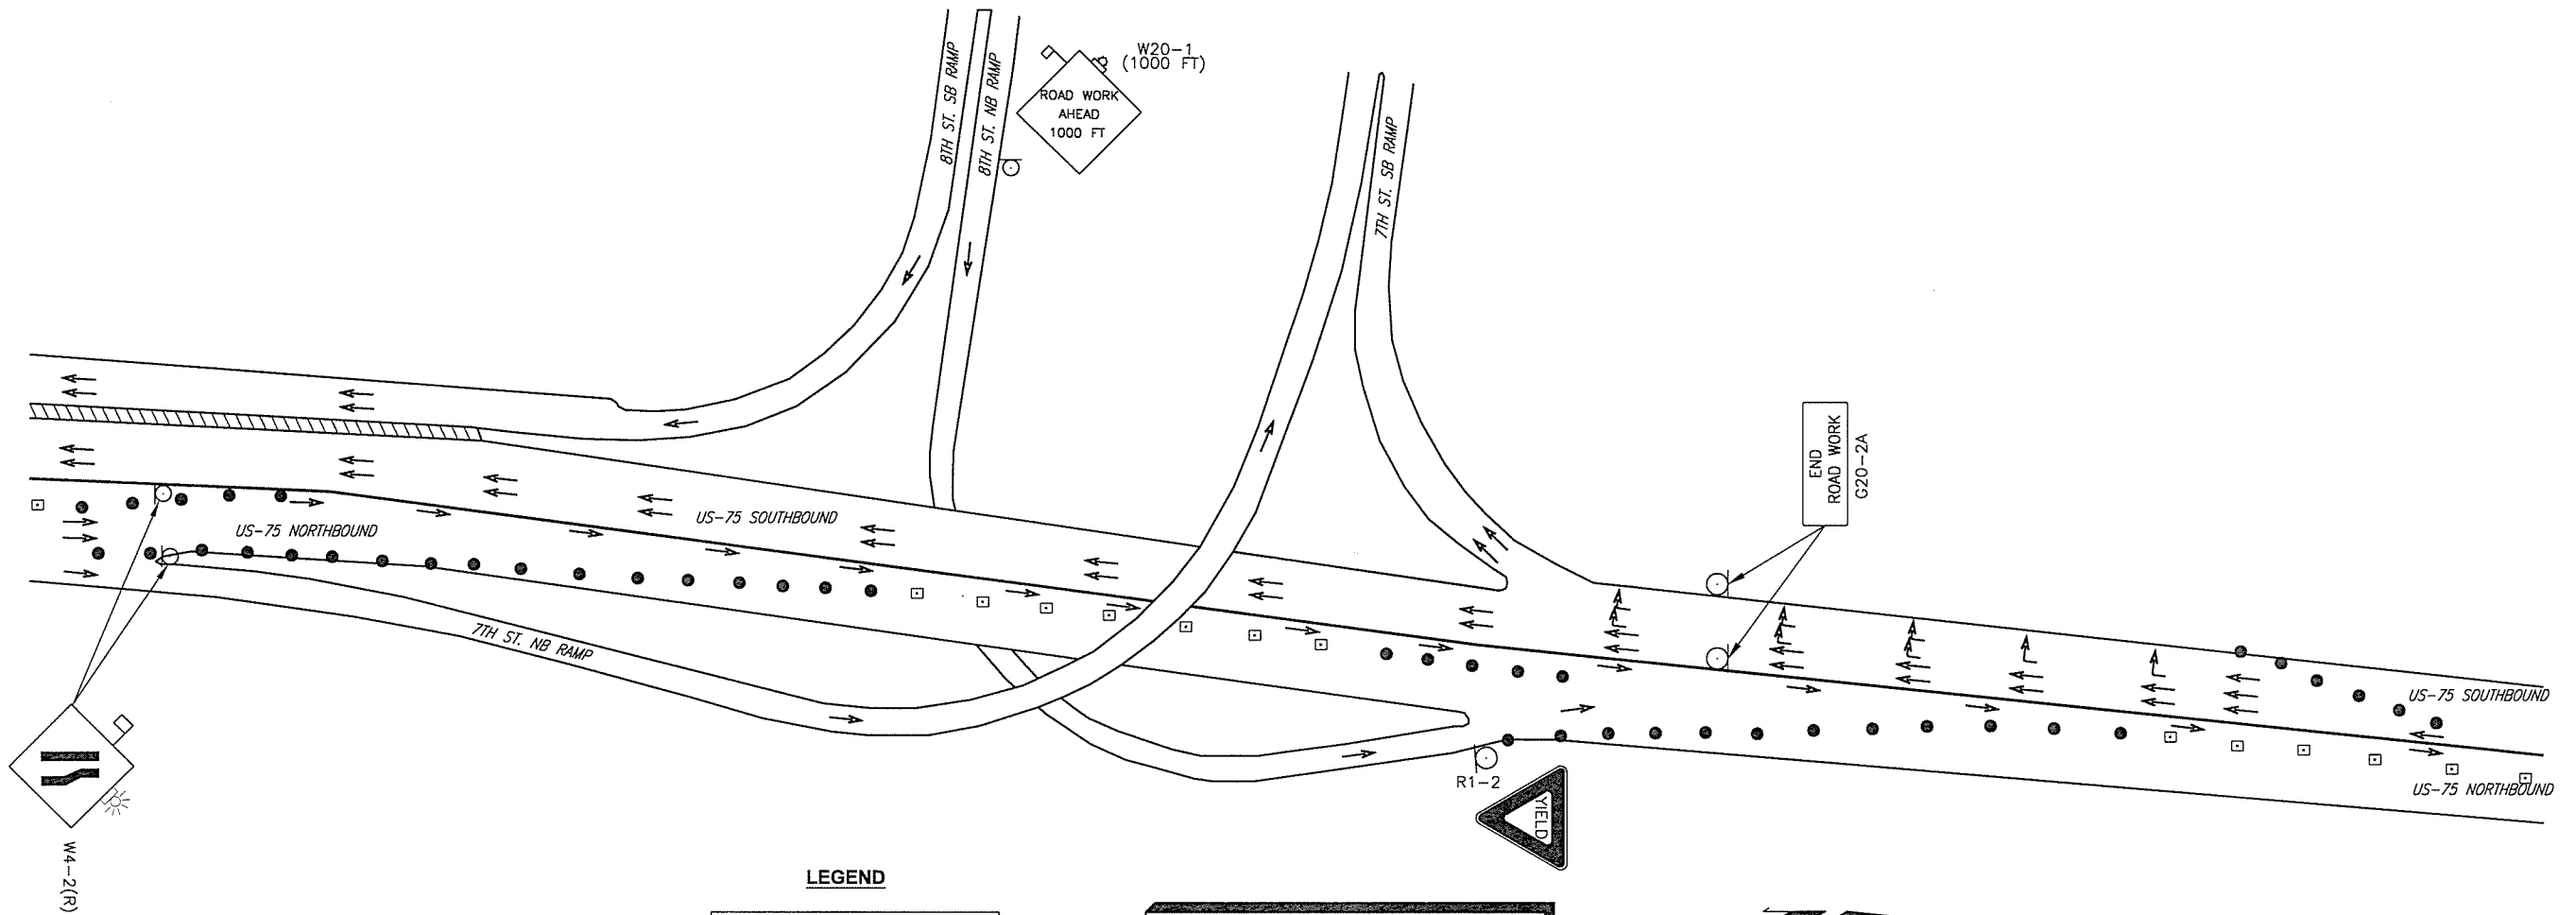 W20-1
(1000 FT)
ROAD WORK
AHEAD
1000 FT
8TH ST. SB RAMP
8TH ST. NB RAMP
7TH ST. SB RAMP
END
ROAD WORK
G20-2A
US-75 SOUTHBOUND
US-75 NORTHBOUND
7TH ST. NB RAMP
US-75 SOUTHBOUND
US-75 NORTHBOUND
R1-2
YIELD
W4-2(R)
LEGEND